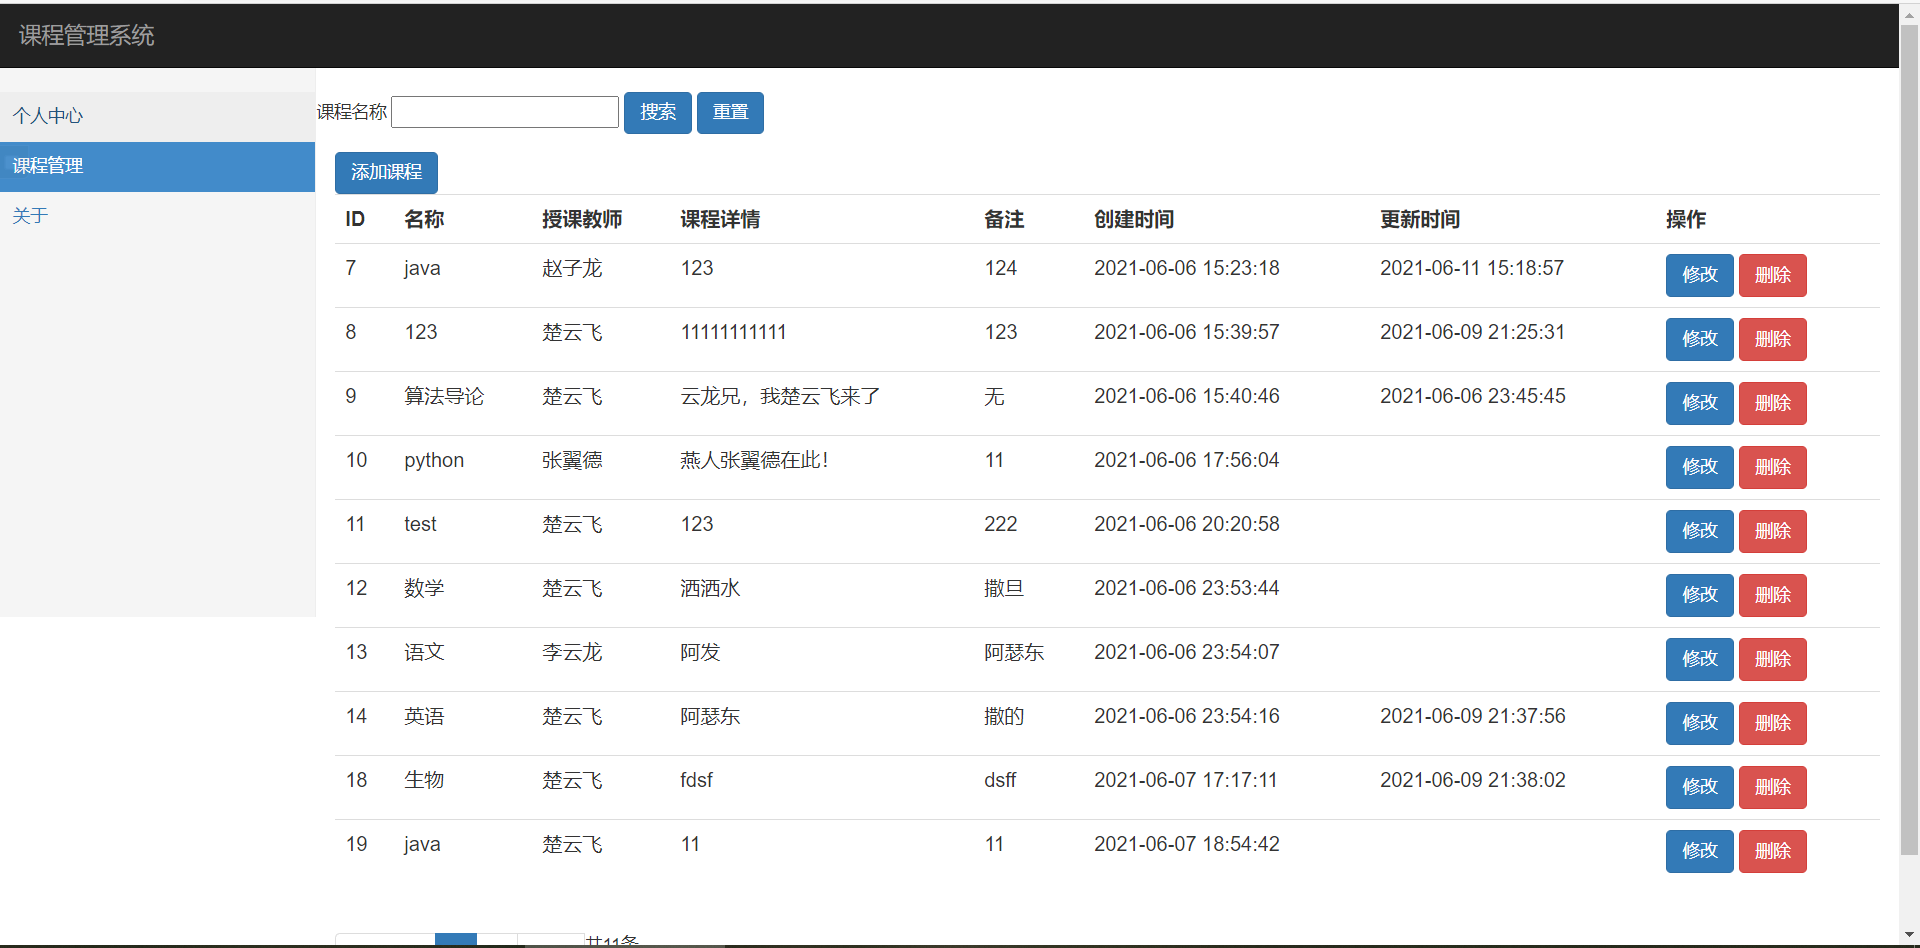 课程管理系统
个人中心
课程管理
关于
课程名称 搜索 重置
添加课程
ID 名称 授课教师 课程详情 备注 创建时间 更新时间 操作
7 java 赵子龙 123 124 2021-06-06 15:23:18 2021-06-11 15:18:57 修改 删除
8 123 楚云飞 11111111111 123 2021-06-06 15:39:57 2021-06-09 21:25:31 修改 删除
9 算法导论 楚云飞 云龙兄，我楚云飞来了 无 2021-06-06 15:40:46 2021-06-06 23:45:45 修改 删除
10 python 张翼德 燕人张翼德在此！ 11 2021-06-06 17:56:04 修改 删除
11 test 楚云飞 123 222 2021-06-06 20:20:58 修改 删除
12 数学 楚云飞 洒洒水 撒旦 2021-06-06 23:53:44 修改 删除
13 语文 李云龙 阿发 阿瑟东 2021-06-06 23:54:07 修改 删除
14 英语 楚云飞 阿瑟东 撒的 2021-06-06 23:54:16 2021-06-09 21:37:56 修改 删除
18 生物 楚云飞 fdsf dsff 2021-06-07 17:17:11 2021-06-09 21:38:02 修改 删除
19 java 楚云飞 11 11 2021-06-07 18:54:42 修改 删除
共11条